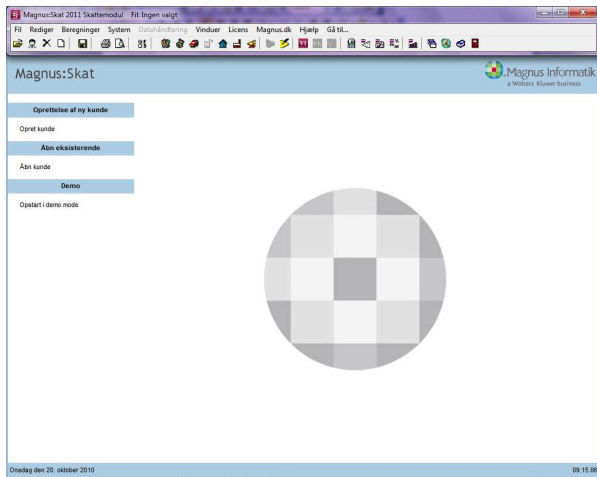 Magnus:Skat 2011 Skattemodul Fil: Ingen valgt
Fil Rediger Beregninger System Datahåndtering Vinduer Licens Magnus.dk Hjælp Gå til...
Magnus:Skat
Magnus Informatik
a Wolters Kluwer business
Oprettelse af ny kunde
Opret kunde
Åbn eksisterende
Åbn kunde
Demo
Opstart i demo mode
Onsdag den 20. oktober 2010
09.15.06